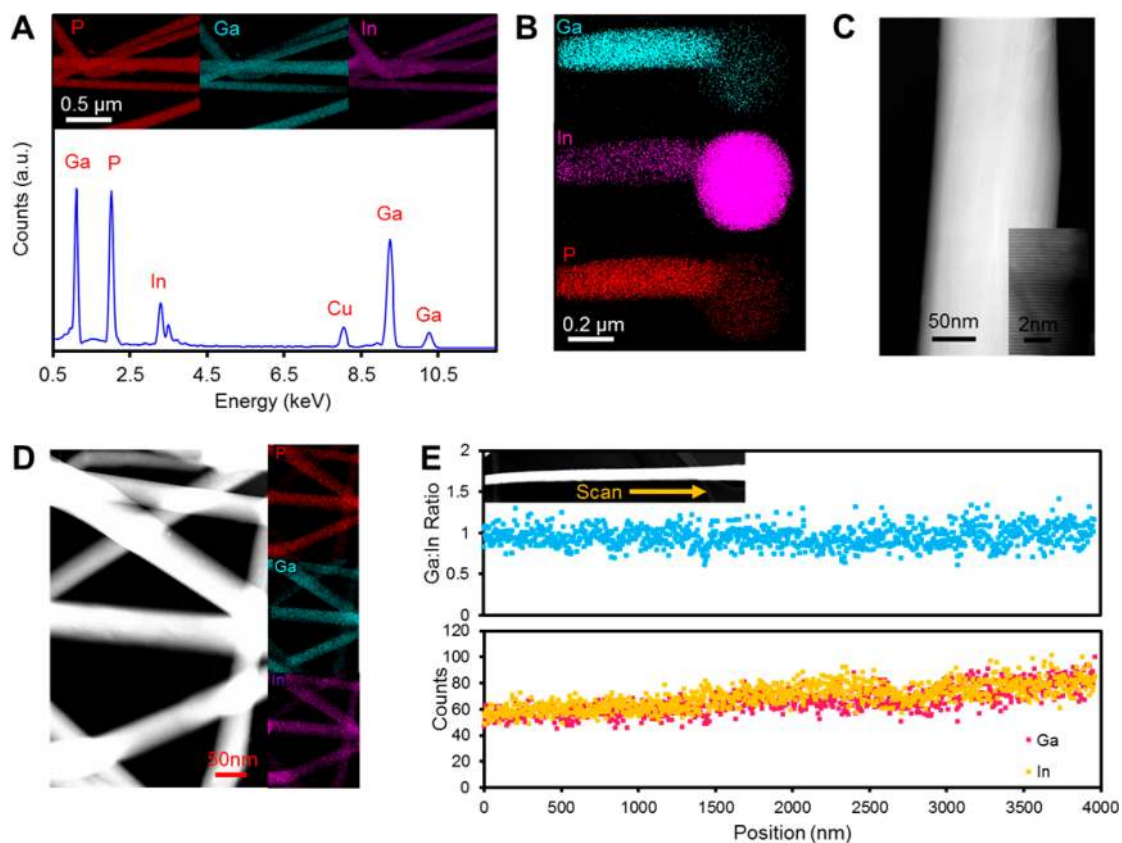 A
P
Ga
In
0.5 µm
Counts (a.u.)
Ga
P
In
Cu
Ga
Ga
0.5
2.5
4.5
6.5
8.5
10.5
Energy (keV)
B
Ga
In
P
0.2 µm
C
50nm
2nm
D
P
Ga
In
50nm
E
Ga:In Ratio
2
1.5
1
0.5
0
Scan
Counts
120
100
80
60
40
20
0
Ga
In
0
500
1000
1500
2000
2500
3000
3500
4000
Position (nm)